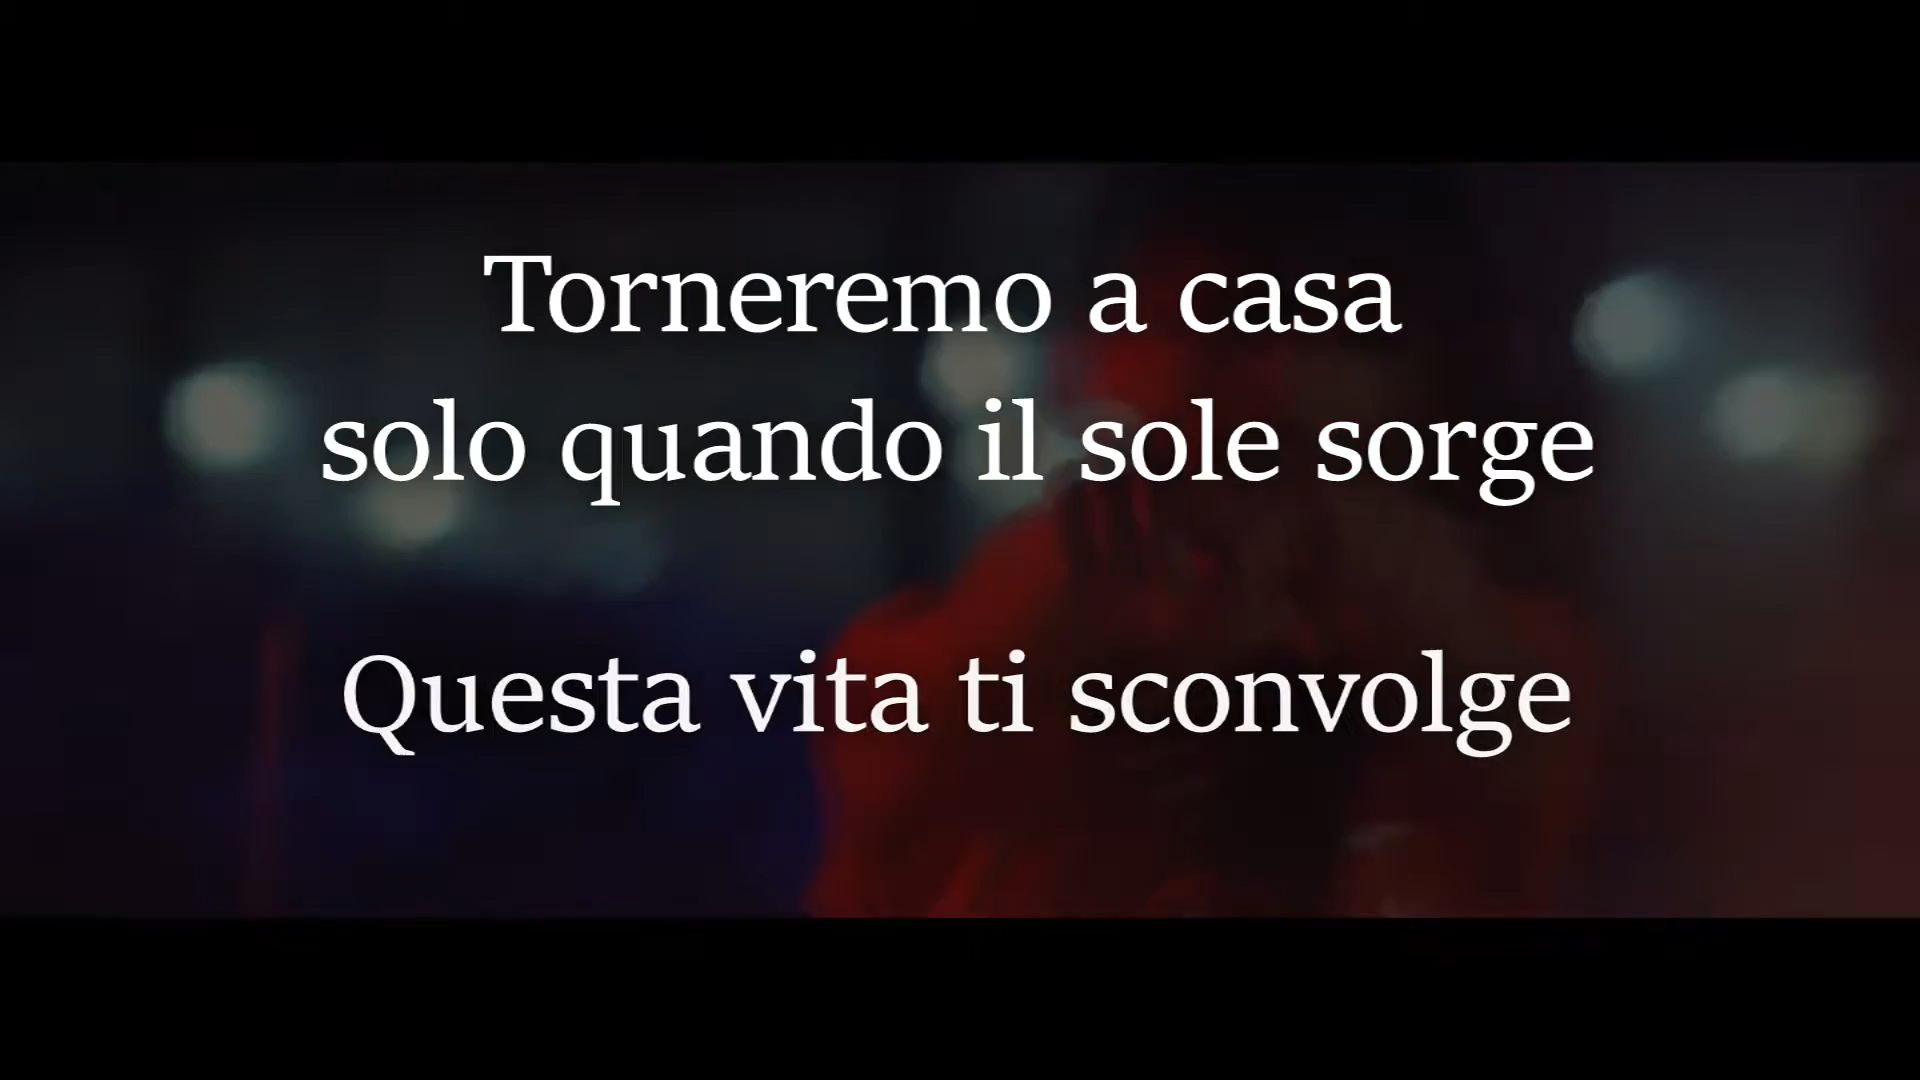 Torneremo a casa
solo quando il sole sorge
Questa vita ti sconvolge